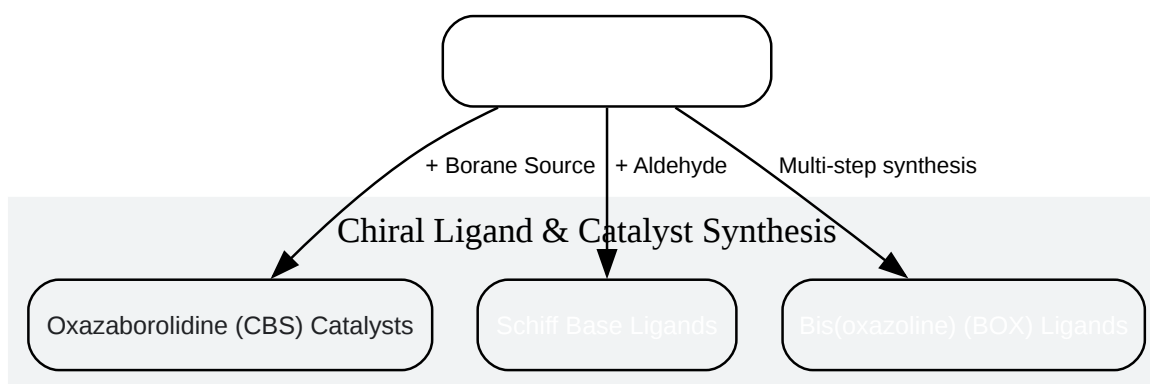 + Borane Source
+ Aldehyde
Multi-step synthesis
Chiral Ligand & Catalyst Synthesis
Oxazaborolidine (CBS) Catalysts
Schiff Base Ligands
Bis(oxazoline) (BOX) Ligands